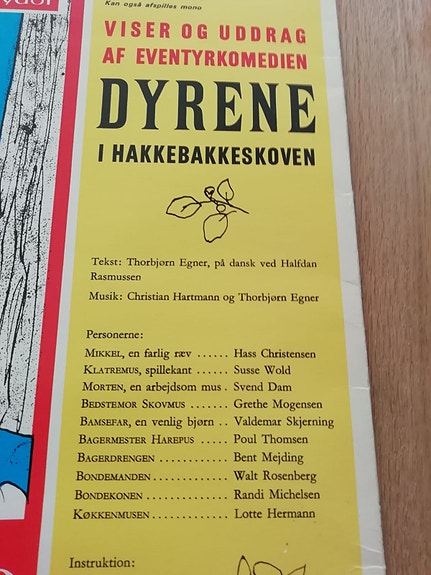 Kan også afspilles mono
VISER OG UDDRAG
AF EVENTYRKOMEDIEN
DYRENE
I HAKKEBAKKESKOVEN
Tekst: Thorbjørn Egner, på dansk ved Halfdan
Rasmussen
Musik: Christian Hartmann og Thorbjørn Egner
Personerne:
MIKKEL, en farlig ræv ...... Hass Christensen
KLATREMUS, spillekant ...... Susse Wold
MORTEN, en arbejdsom mus . Svend Dam
BEDSTEMOR SKOVMUS ....... Grethe Mogensen
BAMSEFAR, en venlig bjørn .. Valdemar Skjerning
BAGERMESTER HAREPUS ..... Poul Thomsen
BAGERDRENGEN ............ Bent Mejding
BONDEMANDEN ............. Walt Rosenberg
BONDEKONEN .............. Randi Michelsen
KØKKENMUSEN ............. Lotte Hermann
Instruktion: